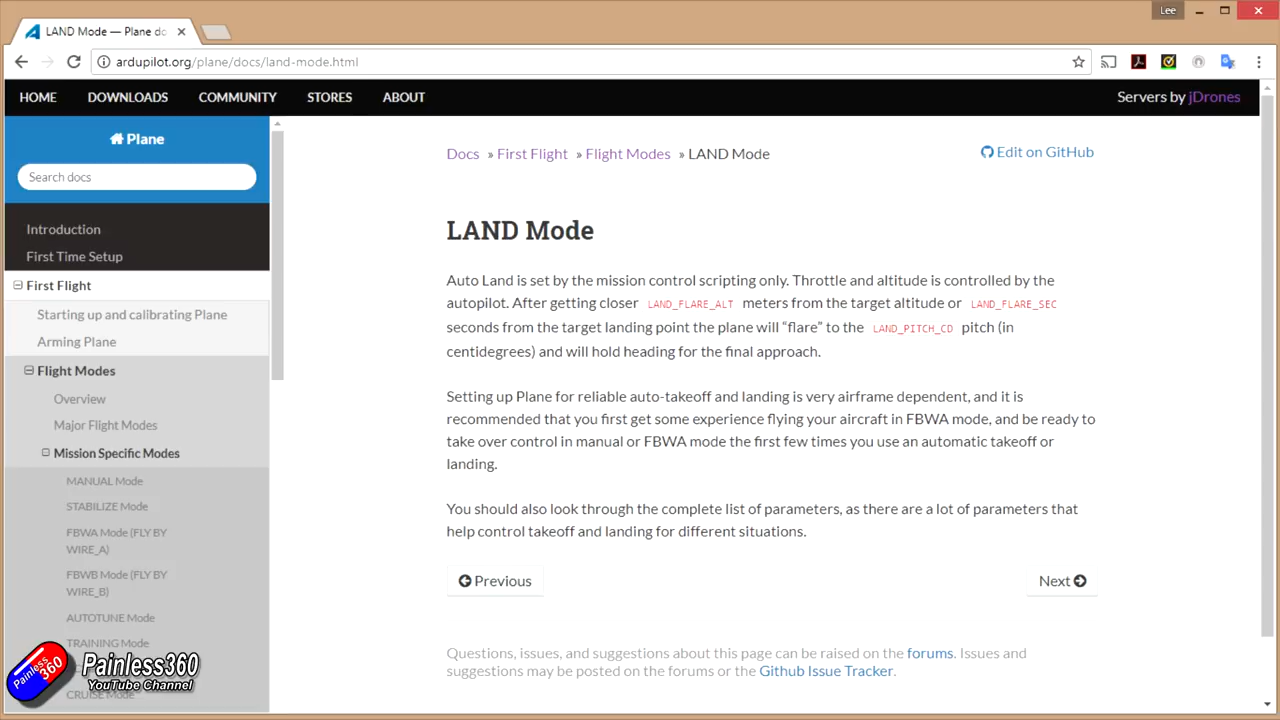 Lee
LAND Mode — Plane do
ardupilot.org/plane/docs/land-mode.html
HOME DOWNLOADS COMMUNITY STORES ABOUT
Servers by jDrones
Plane
Search docs
Introduction
First Time Setup
First Flight
Starting up and calibrating Plane
Arming Plane
Flight Modes
Overview
Major Flight Modes
Mission Specific Modes
MANUAL Mode
STABILIZE Mode
FBWA Mode (FLY BY
WIRE_A)
FBWB Mode (FLY BY
WIRE_B)
AUTOTUNE Mode
TRAINING Mode
CRUISE Mode
Painless360
Painless360
YouTube Channel
Docs » First Flight » Flight Modes » LAND Mode
Edit on GitHub
LAND Mode
Auto Land is set by the mission control scripting only. Throttle and altitude is controlled by the
autopilot. After getting closer LAND_FLARE_ALT meters from the target altitude or LAND_FLARE_SEC
seconds from the target landing point the plane will “flare” to the LAND_PITCH_CD pitch (in
centidegrees) and will hold heading for the final approach.
Setting up Plane for reliable auto-takeoff and landing is very airframe dependent, and it is
recommended that you first get some experience flying your aircraft in FBWA mode, and be ready to
take over control in manual or FBWA mode the first few times you use an automatic takeoff or
landing.
You should also look through the complete list of parameters, as there are a lot of parameters that
help control takeoff and landing for different situations.
Previous
Next
Questions, issues, and suggestions about this page can be raised on the forums. Issues and
suggestions may be posted on the forums or the Github Issue Tracker.